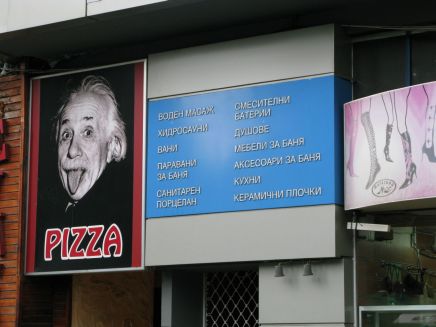 PIZZA
ВОДЕН МАСАЖ
ХИДРОСАУНИ
ВАНИ
ПАРАВАНИ
ЗА БАНЯ
САНИТАРЕН
ПОРЦЕЛАН
СМЕСИТЕЛНИ
БАТЕРИИ
ДУШОВЕ
МЕБЕЛИ ЗА БАНЯ
АКСЕСОАРИ ЗА БАНЯ
КУХНИ
КЕРАМИЧНИ ПЛОЧКИ